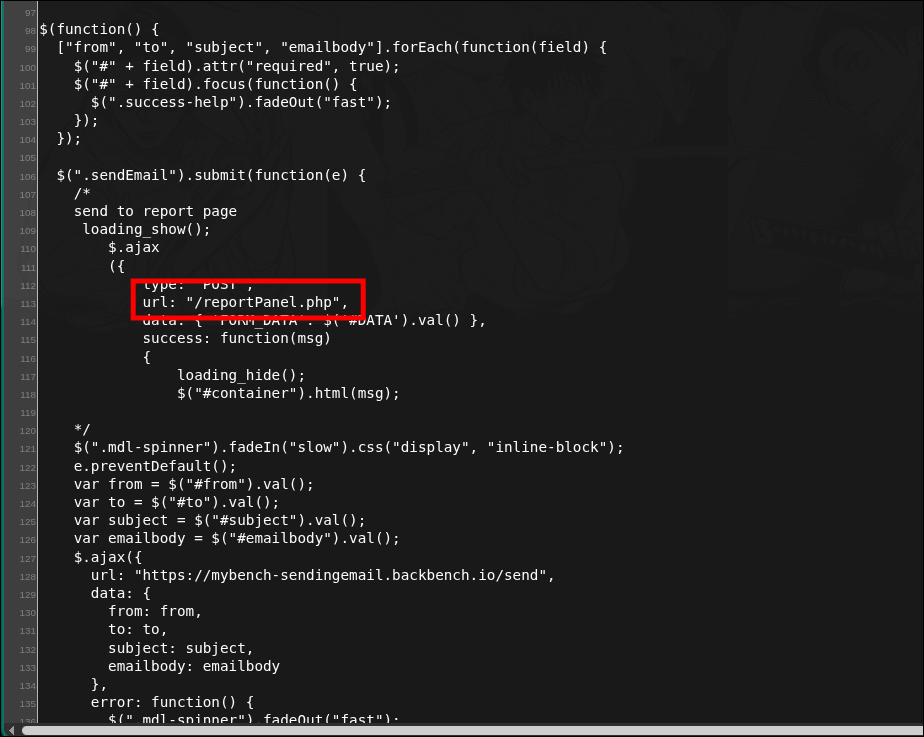 97
98 $(function() {
99 ["from", "to", "subject", "emailbody"].forEach(function(field) {
100 $("#" + field).attr("required", true);
101 $("#" + field).focus(function() {
102 $(".success-help").fadeOut("fast");
103 });
104 });
105
106 $(".sendEmail").submit(function(e) {
107 /*
108 send to report page
109 loading_show();
110 $.ajax
111 ({
112 type: "POST",
113 url: "/reportPanel.php",
114 data: { 'FORM_DATA': $('#DATA').val() },
115 success: function(msg)
116 {
117 loading_hide();
118 $("#container").html(msg);
119
120 */
121 $(".mdl-spinner").fadeIn("slow").css("display", "inline-block");
122 e.preventDefault();
123 var from = $("#from").val();
124 var to = $("#to").val();
125 var subject = $("#subject").val();
126 var emailbody = $("#emailbody").val();
127 $.ajax({
128 url: "https://mybench-sendingemail.backbench.io/send",
129 data: {
130 from: from,
131 to: to,
132 subject: subject,
133 emailbody: emailbody
134 },
135 error: function() {
136 $(".mdl-spinner").fadeOut("fast");